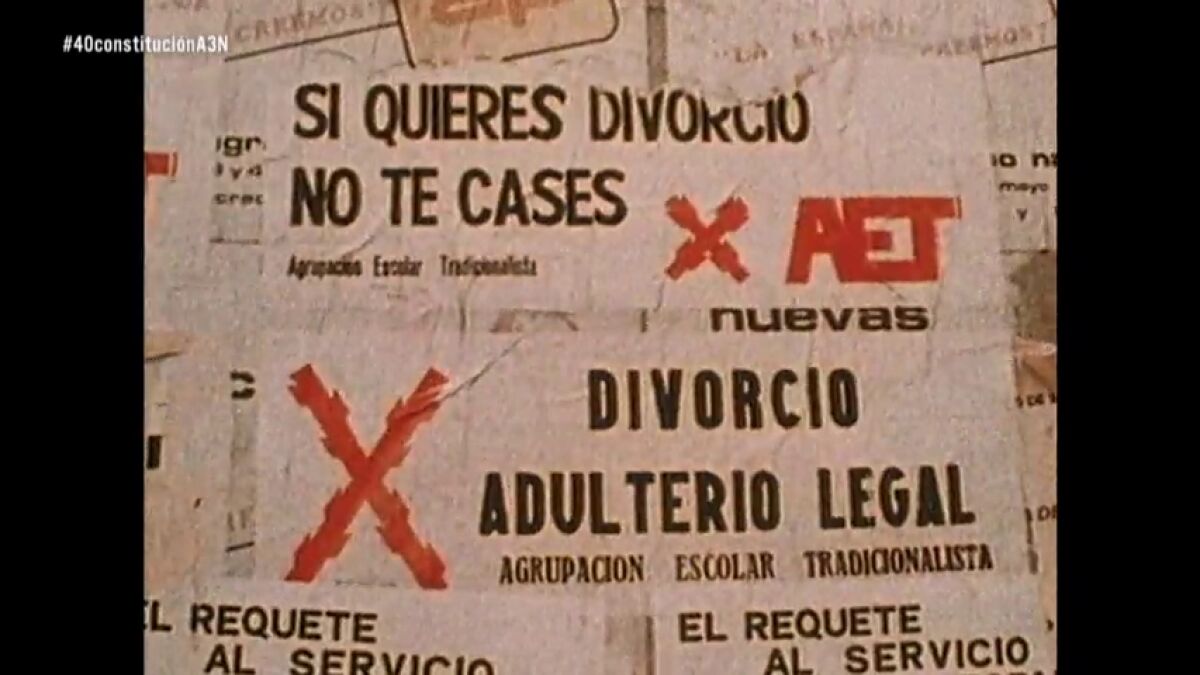 #40constituciónA3N
CREEMOS
SI QUIERES DIVORCIO
NO TE CASES
Agrupación Escolar Tradicionalista
AET
nuevas
DIVORCIO
ADULTERIO LEGAL
AGRUPACION ESCOLAR TRADICIONALISTA
EL REQUETE
AL SERVICIO
EL REQUETE
AL SERVICIO